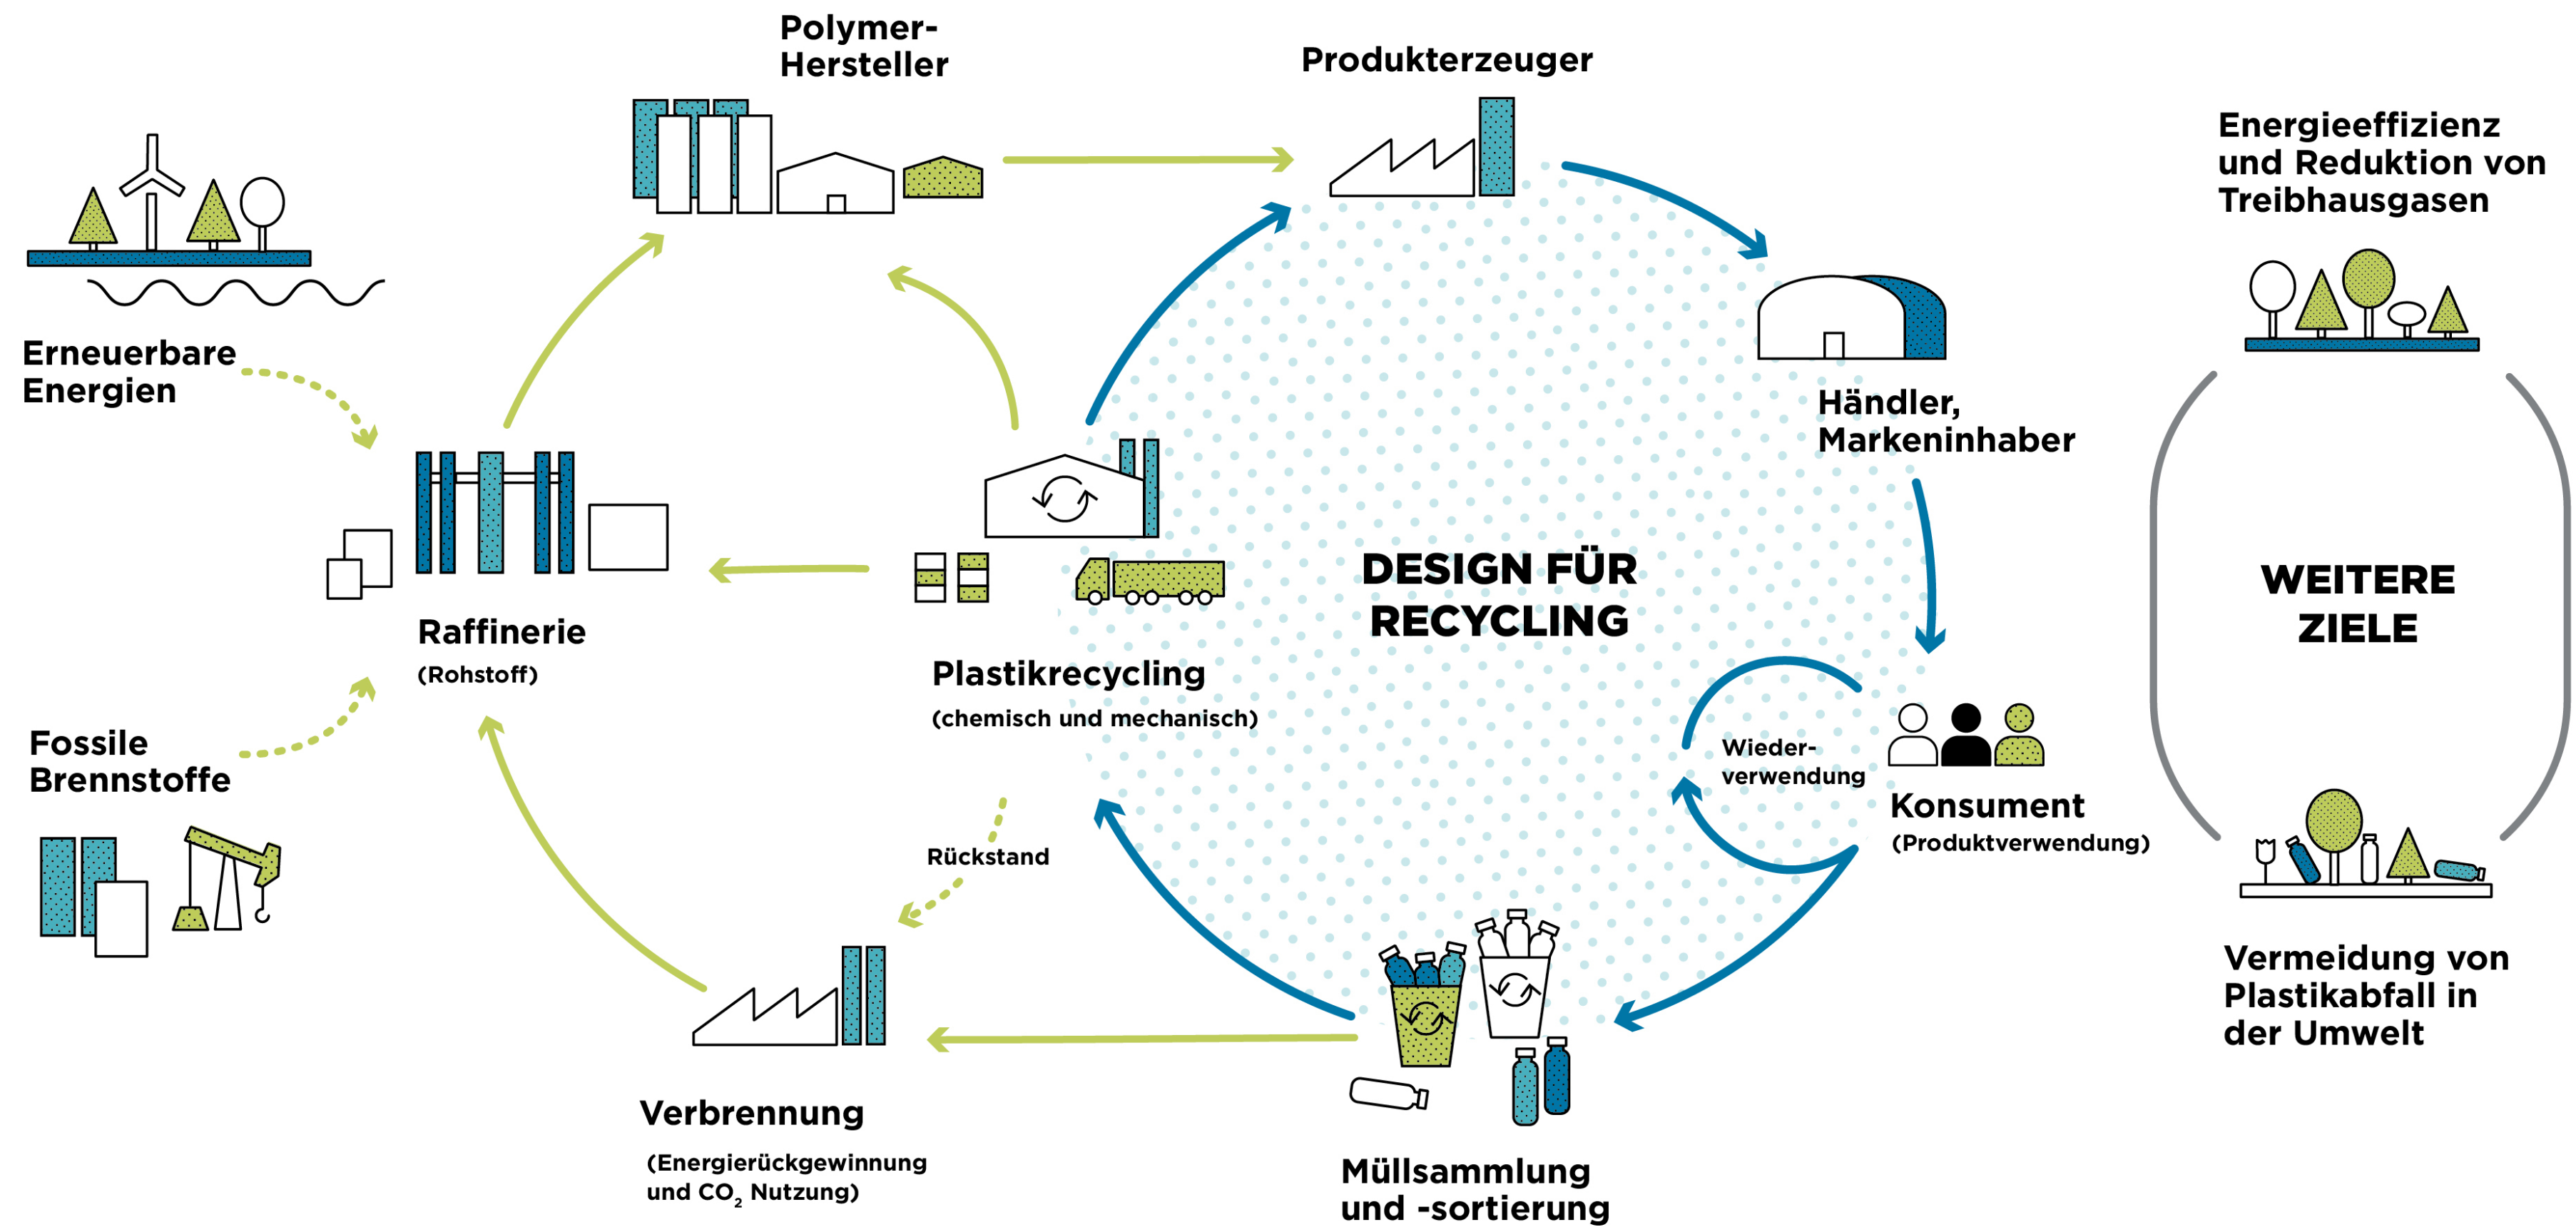 Polymer-
Hersteller
Produkterzeuger
Energieeffizienz
und Reduktion von
Treibhausgasen
Erneuerbare
Energien
Händler,
Markeninhaber
DESIGN FÜR
RECYCLING
WEITERE
ZIELE
Raffinerie
(Rohstoff)
Plastikrecycling
(chemisch und mechanisch)
Fossile
Brennstoffe
Wieder-
verwendung
Konsument
(Produktverwendung)
Rückstand
Vermeidung von
Plastikabfall in
der Umwelt
Verbrennung
(Energierückgewinnung
und CO₂ Nutzung)
Müllsammlung
und -sortierung